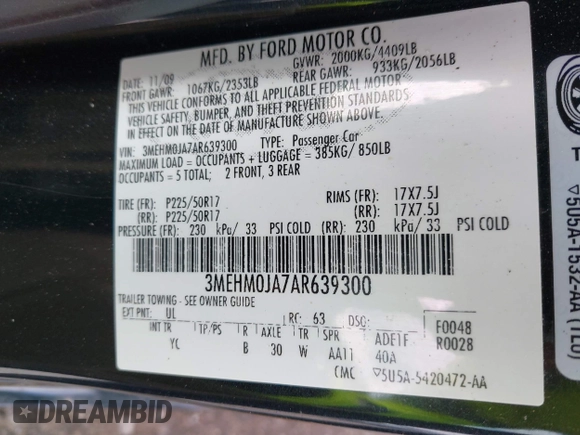 MFD. BY FORD MOTOR CO.
DATE: 11/09 GVWR: 2000KG/4409LB
FRONT GAWR: 1067KG/2353LB REAR GAWR: 933KG/2056LB
THIS VEHICLE CONFORMS TO ALL APPLICABLE FEDERAL MOTOR
VEHICLE SAFETY, BUMPER, AND THEFT PREVENTION STANDARDS
IN EFFECT ON THE DATE OF MANUFACTURE SHOWN ABOVE.
VIN: 3MEHM0JA7AR639300 TYPE: Passenger Car
MAXIMUM LOAD = OCCUPANTS + LUGGAGE = 385KG/ 850LB
OCCUPANTS = 5 TOTAL; 2 FRONT, 3 REAR
TIRE (FR): P225/50R17 RIMS (FR): 17X7.5J
(RR): P225/50R17 (RR): 17X7.5J
PRESSURE (FR): 230 kPa/ 33 PSI COLD (RR): 230 kPa/ 33 PSI COLD
3MEHM0JA7AR639300
TRAILER TOWING - SEE OWNER GUIDE
EXT PNT: UL RC: 63 DSO: F0048
INT TR TP/PS R AXLE TR SPR ADE1F R0028
YC B 30 W AA11 40A
CMC ▽5U5A-5420472-AA
T ▽5U5A-1532-AA (LU)
DREAMBID